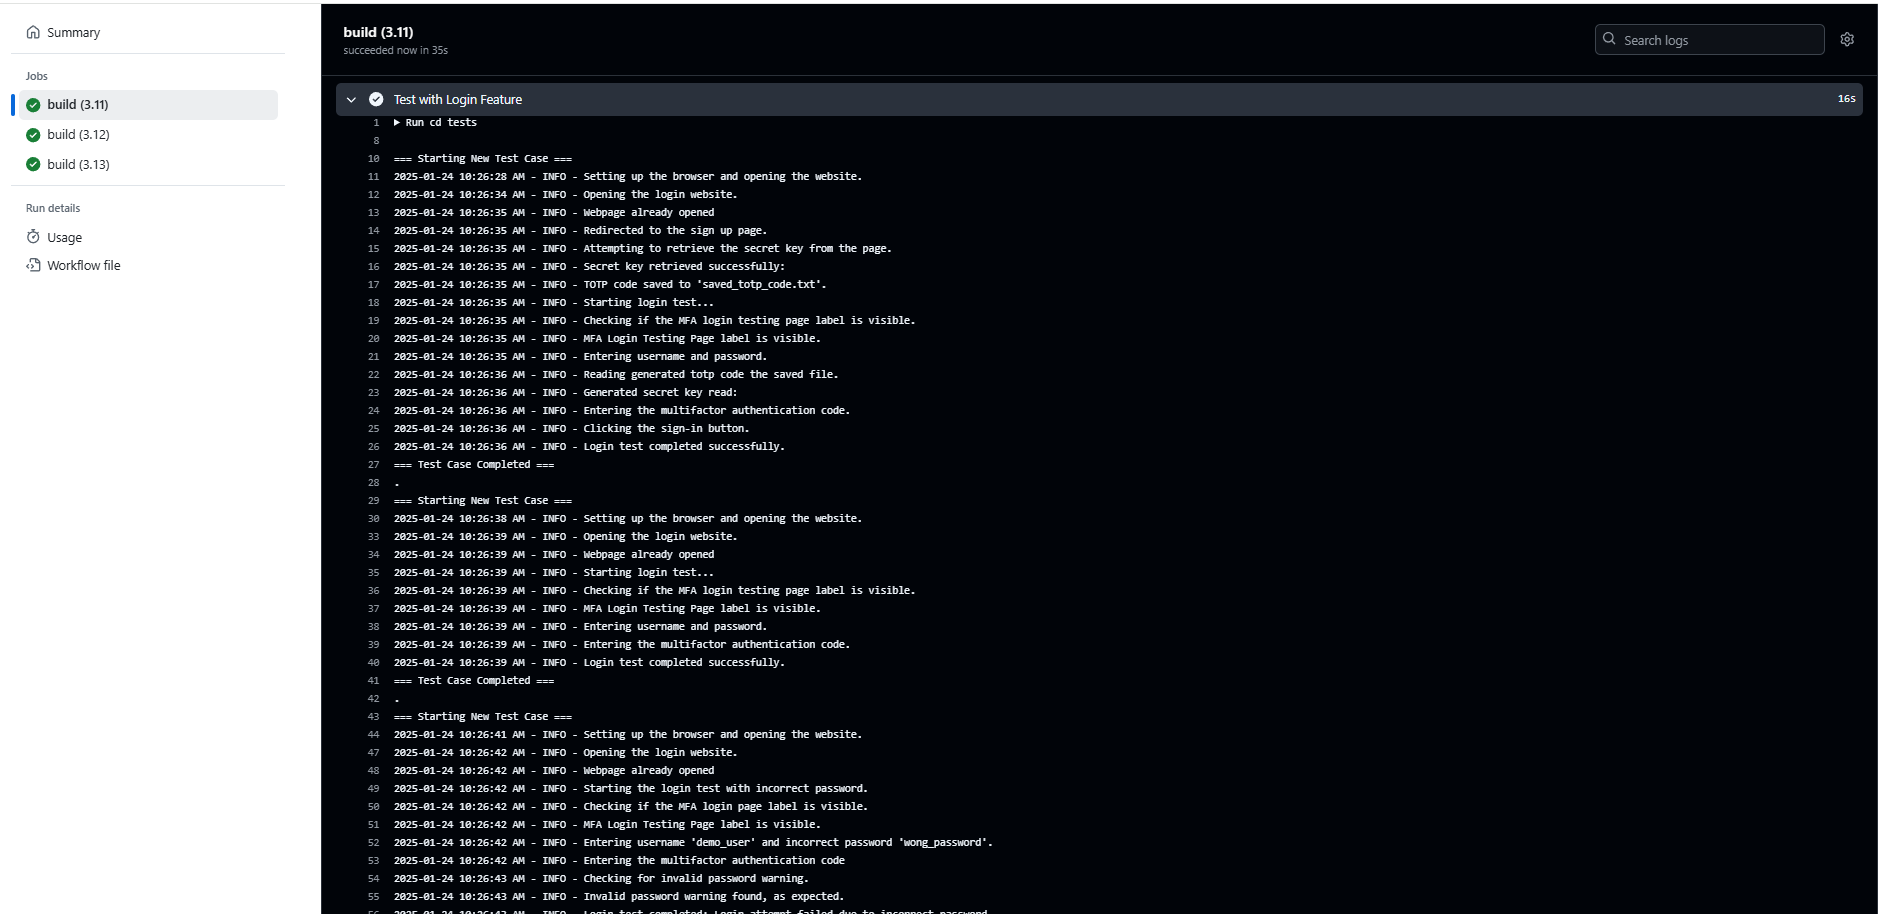 Summary
Jobs
build (3.11)
build (3.12)
build (3.13)
Run details
Usage
Workflow file
build (3.11)
succeeded now in 35s
Search logs
Test with Login Feature 16s
1 Run cd tests
8
10 === Starting New Test Case ===
11 2025-01-24 10:26:28 AM - INFO - Setting up the browser and opening the website.
12 2025-01-24 10:26:34 AM - INFO - Opening the login website.
13 2025-01-24 10:26:35 AM - INFO - Webpage already opened
14 2025-01-24 10:26:35 AM - INFO - Redirected to the sign up page.
15 2025-01-24 10:26:35 AM - INFO - Attempting to retrieve the secret key from the page.
16 2025-01-24 10:26:35 AM - INFO - Secret key retrieved successfully:
17 2025-01-24 10:26:35 AM - INFO - TOTP code saved to 'saved_totp_code.txt'.
18 2025-01-24 10:26:35 AM - INFO - Starting login test...
19 2025-01-24 10:26:35 AM - INFO - Checking if the MFA login testing page label is visible.
20 2025-01-24 10:26:35 AM - INFO - MFA Login Testing Page label is visible.
21 2025-01-24 10:26:35 AM - INFO - Entering username and password.
22 2025-01-24 10:26:36 AM - INFO - Reading generated totp code the saved file.
23 2025-01-24 10:26:36 AM - INFO - Generated secret key read:
24 2025-01-24 10:26:36 AM - INFO - Entering the multifactor authentication code.
25 2025-01-24 10:26:36 AM - INFO - Clicking the sign-in button.
26 2025-01-24 10:26:36 AM - INFO - Login test completed successfully.
27 === Test Case Completed ===
28 .
29 === Starting New Test Case ===
30 2025-01-24 10:26:38 AM - INFO - Setting up the browser and opening the website.
33 2025-01-24 10:26:39 AM - INFO - Opening the login website.
34 2025-01-24 10:26:39 AM - INFO - Webpage already opened
35 2025-01-24 10:26:39 AM - INFO - Starting login test...
36 2025-01-24 10:26:39 AM - INFO - Checking if the MFA login testing page label is visible.
37 2025-01-24 10:26:39 AM - INFO - MFA Login Testing Page label is visible.
38 2025-01-24 10:26:39 AM - INFO - Entering username and password.
39 2025-01-24 10:26:39 AM - INFO - Entering the multifactor authentication code.
40 2025-01-24 10:26:39 AM - INFO - Login test completed successfully.
41 === Test Case Completed ===
42 .
43 === Starting New Test Case ===
44 2025-01-24 10:26:41 AM - INFO - Setting up the browser and opening the website.
47 2025-01-24 10:26:42 AM - INFO - Opening the login website.
48 2025-01-24 10:26:42 AM - INFO - Webpage already opened
49 2025-01-24 10:26:42 AM - INFO - Starting the login test with incorrect password.
50 2025-01-24 10:26:42 AM - INFO - Checking if the MFA login page label is visible.
51 2025-01-24 10:26:42 AM - INFO - MFA Login Testing Page label is visible.
52 2025-01-24 10:26:42 AM - INFO - Entering username 'demo_user' and incorrect password 'wong_password'.
53 2025-01-24 10:26:42 AM - INFO - Entering the multifactor authentication code
54 2025-01-24 10:26:43 AM - INFO - Checking for invalid password warning.
55 2025-01-24 10:26:43 AM - INFO - Invalid password warning found, as expected.
56 2025-01-24 10:26:43 AM - INFO - Login test completed: Login attempt failed due to incorrect password